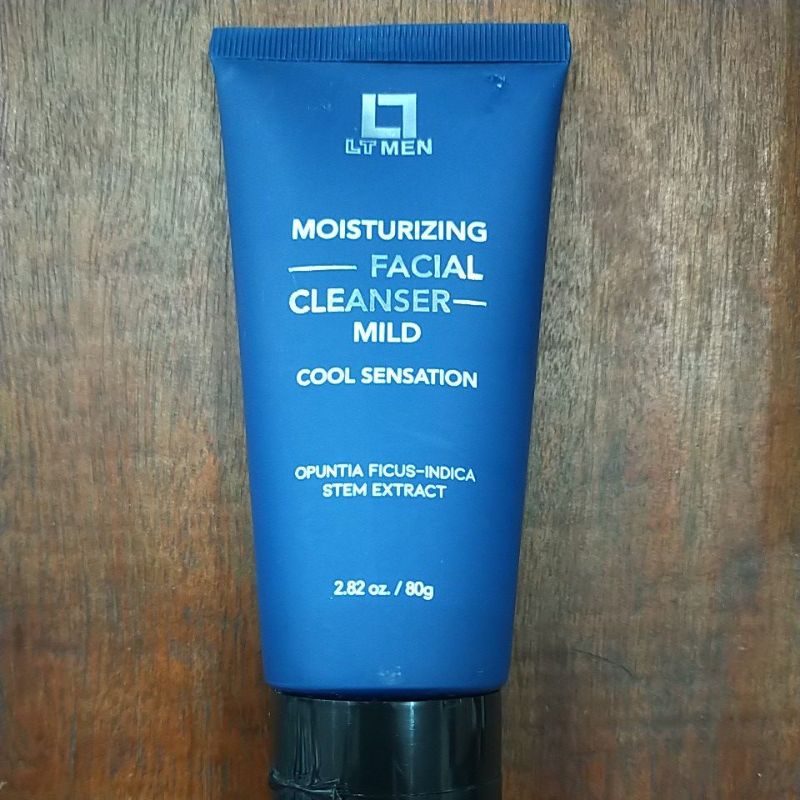 LT MEN
MOISTURIZING
FACIAL
CLEANSER
MILD
COOL SENSATION
OPUNTIA FICUS-INDICA
STEM EXTRACT
2.82 oz. / 80g